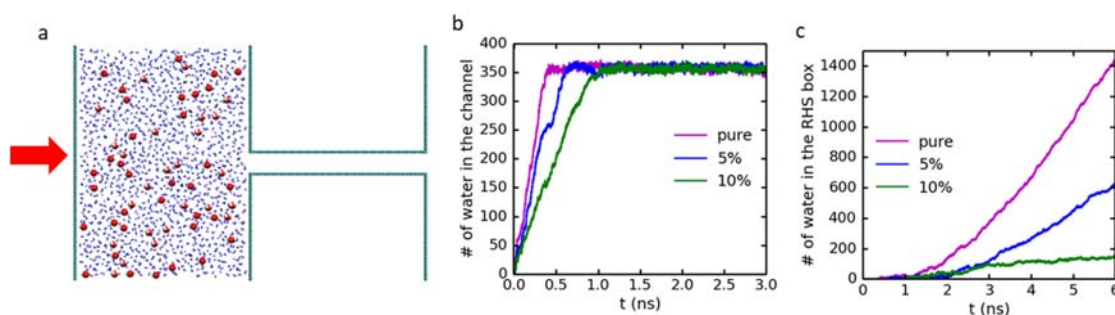 a
b
# of water in the channel
400
350
300
250
200
150
100
50
0
pure
5%
10%
0.0 0.5 1.0 1.5 2.0 2.5 3.0
t (ns)
c
# of water in the RHS box
1400
1200
1000
800
600
400
200
0
pure
5%
10%
0 1 2 3 4 5 6
t (ns)